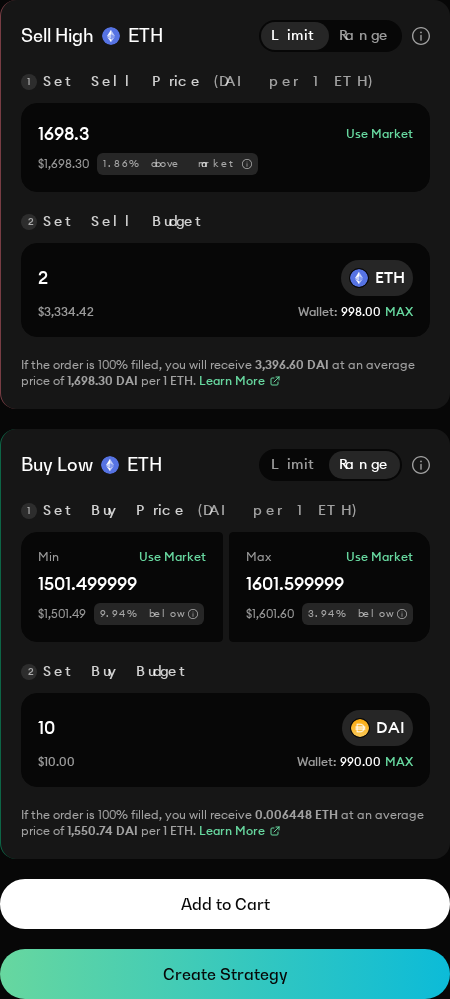 Sell High ETH Limit Range
1 Set Sell Price (DAI per 1 ETH)
1698.3 Use Market
$1,698.30 1.86% above market
2 Set Sell Budget
2 ETH
$3,334.42 Wallet: 998.00 MAX
If the order is 100% filled, you will receive 3,396.60 DAI at an average
price of 1,698.30 DAI per 1 ETH. Learn More
Buy Low ETH Limit Range
1 Set Buy Price (DAI per 1 ETH)
Min Use Market Max Use Market
1501.499999 1601.599999
$1,501.49 9.94% below $1,601.60 3.94% below
2 Set Buy Budget
10 DAI
$10.00 Wallet: 990.00 MAX
If the order is 100% filled, you will receive 0.006448 ETH at an average
price of 1,550.74 DAI per 1 ETH. Learn More
Add to Cart
Create Strategy